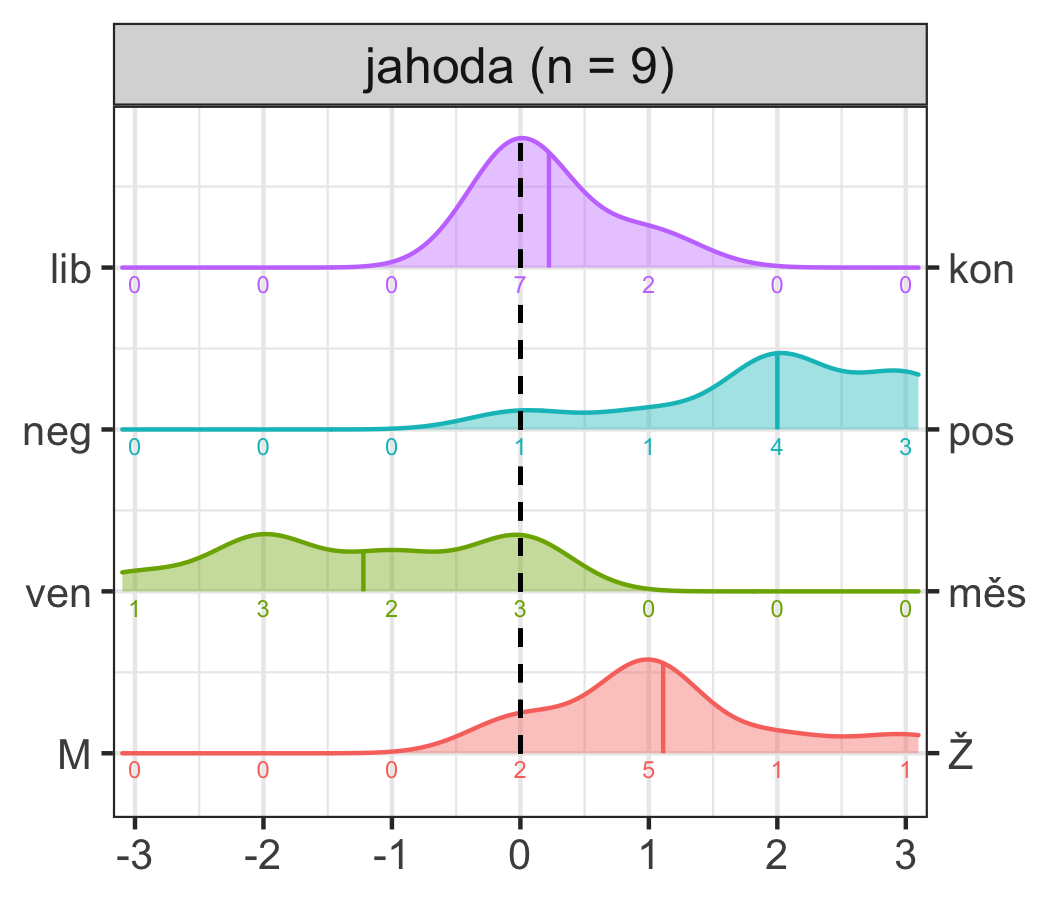 jahoda (n = 9)
lib kon
0 0 0 7 2 0 0
neg pos
0 0 0 1 1 4 3
ven měs
1 3 2 3 0 0 0
M Ž
0 0 0 2 5 1 1
-3 -2 -1 0 1 2 3